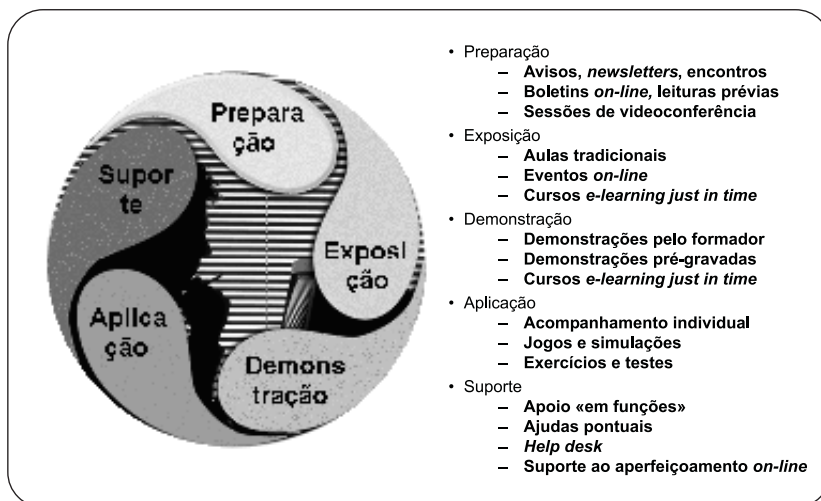 Prepara
ção
Supor
te
Exposi
ção
Aplica
ção
Demons
tração
• Preparação
– Avisos, newsletters, encontros
– Boletins on-line, leituras prévias
– Sessões de videoconferência
• Exposição
– Aulas tradicionais
– Eventos on-line
– Cursos e-learning just in time
• Demonstração
– Demonstrações pelo formador
– Demonstrações pré-gravadas
– Cursos e-learning just in time
• Aplicação
– Acompanhamento individual
– Jogos e simulações
– Exercícios e testes
• Suporte
– Apoio «em funções»
– Ajudas pontuais
– Help desk
– Suporte ao aperfeiçoamento on-line